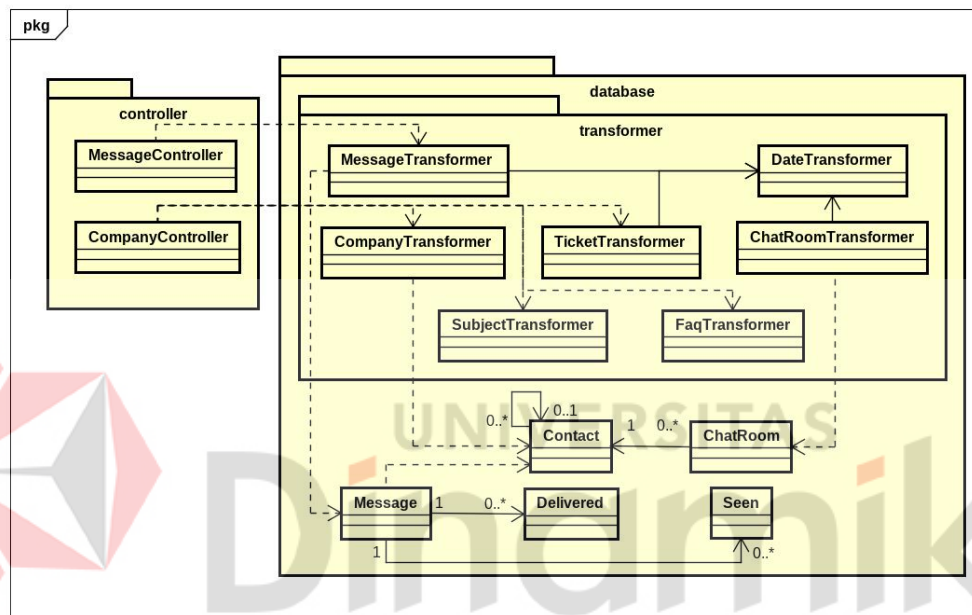 pkg
database
controller
transformer
MessageController
MessageTransformer
DateTransformer
CompanyController
CompanyTransformer
TicketTransformer
ChatRoomTransformer
SubjectTransformer
FaqTransformer
UNIVERSITAS
Dinamik
0..*
0..1
Contact
1
0..*
ChatRoom
Message
1
0..*
Delivered
Seen
1
0..*